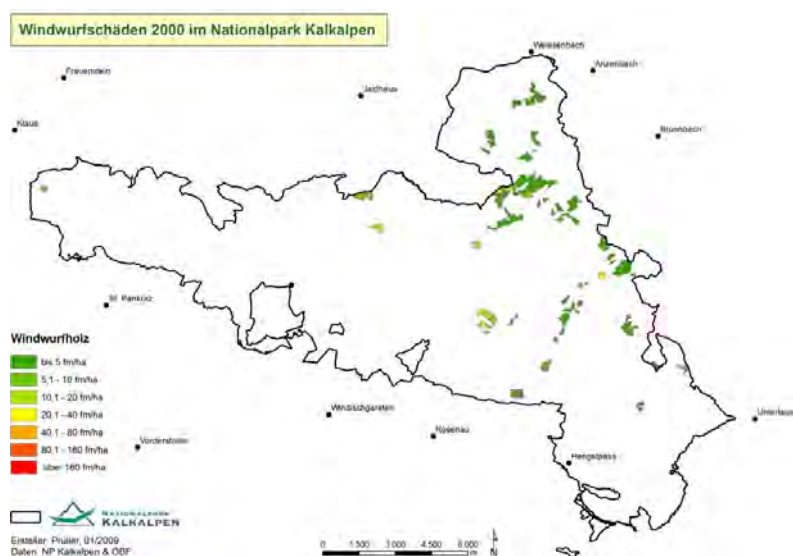 Windwurfschäden 2000 im Nationalpark Kalkalpen
Weissenbach
Anzenbach
Frauenstein
Jaidhaus
Klaus
Brunnbach
St. Pankraz
Windwurfholz
bis 5 fm/ha
5,1 - 10 fm/ha
10,1 - 20 fm/ha
20,1 - 40 fm/ha
40,1 - 80 fm/ha
80,1 - 160 fm/ha
über 160 fm/ha
Windischgarsten
Unterlaussa
Rosenau
Vorderstoder
Hengstpass
NATIONALPARK
KALKALPEN
Ersteller: Prüller, 01/2009
Daten: NP Kalkalpen & ÖBF
0 1.500 3.000 4.500 6.000
m
N